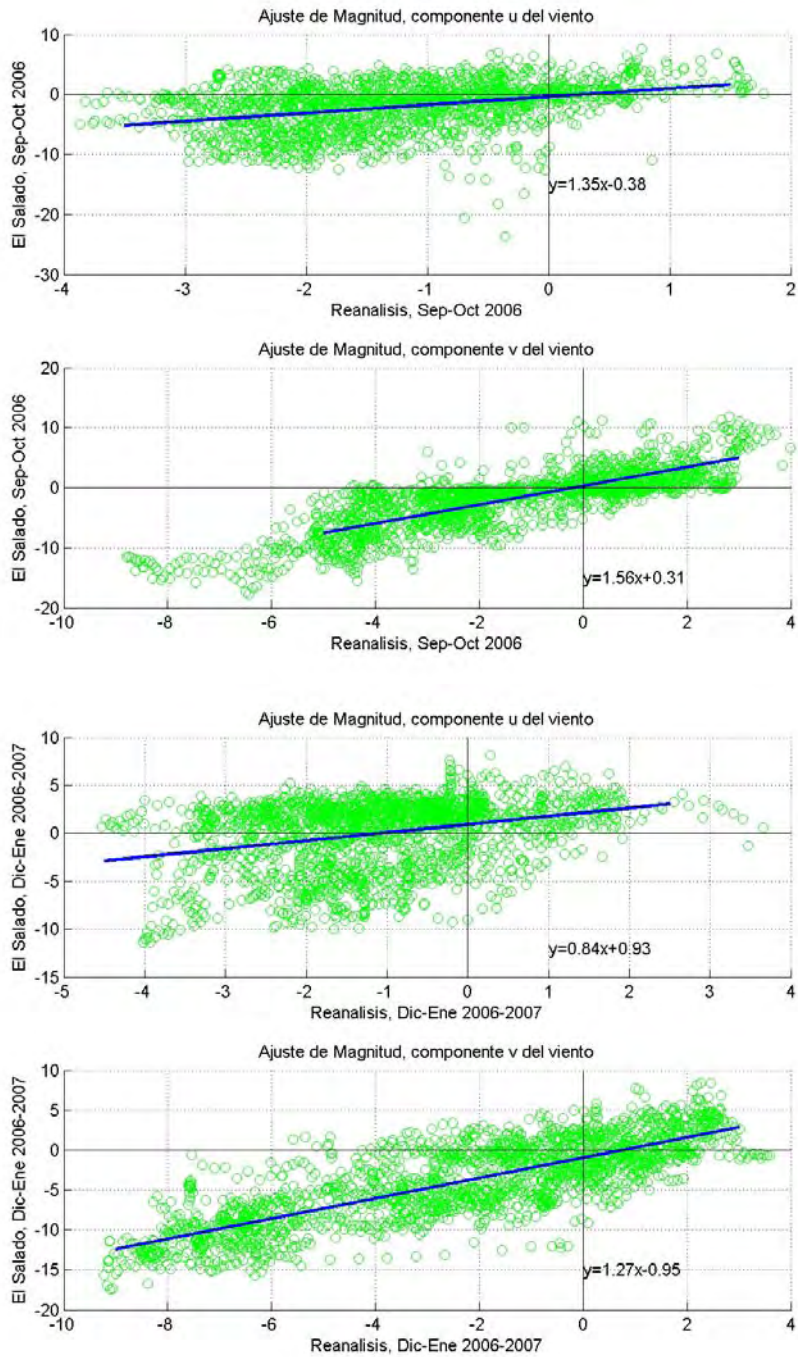 Ajuste de Magnitud, componente u del viento
10
0
-10
-20
-30
El Salado, Sep-Oct 2006
y=1.35x-0.38
-4 -3 -2 -1 0 1 2
Reanalisis, Sep-Oct 2006
Ajuste de Magnitud, componente v del viento
20
10
0
-10
-20
El Salado, Sep-Oct 2006
y=1.56x+0.31
-10 -8 -6 -4 -2 0 2 4
Reanalisis, Sep-Oct 2006
Ajuste de Magnitud, componente u del viento
10
5
0
-5
-10
-15
El Salado, Dic-Ene 2006-2007
y=0.84x+0.93
-5 -4 -3 -2 -1 0 1 2 3 4
Reanalisis, Dic-Ene 2006-2007
Ajuste de Magnitud, componente v del viento
10
5
0
-5
-10
-15
-20
El Salado, Dic-Ene 2006-2007
y=1.27x-0.95
-10 -8 -6 -4 -2 0 2 4
Reanalisis, Dic-Ene 2006-2007